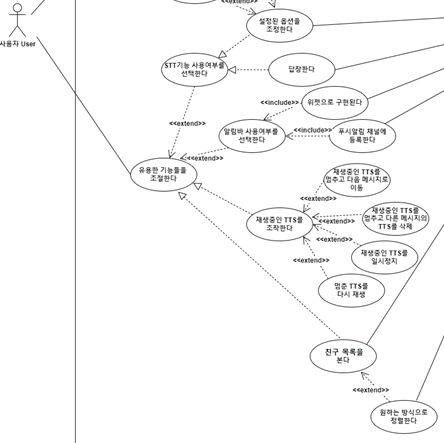 <<extend>>
설정된 옵션을
조정한다
사용자 User
STT기능 사용여부를
선택한다
답장한다
위젯으로 구현된다
<<include>>
<<extend>>
알림바 사용여부를
선택한다
<<include>>
푸시알림 채널에
등록한다
<<extend>>
유용한 기능들을
조절한다
재생중인 TTS를
멈추고 다음 메시지로
이동
<<extend>>
재생중인 TTS를
멈추고 다른 메시지의
TTS를 삭제
재생중인 TTS를
조작한다
<<extend>>
<<extend>>
재생중인 TTS를
일시정지
<<extend>>
멈춘 TTS를
다시 재생
친구 목록을
본다
<<extend>>
원하는 방식으로
정렬한다